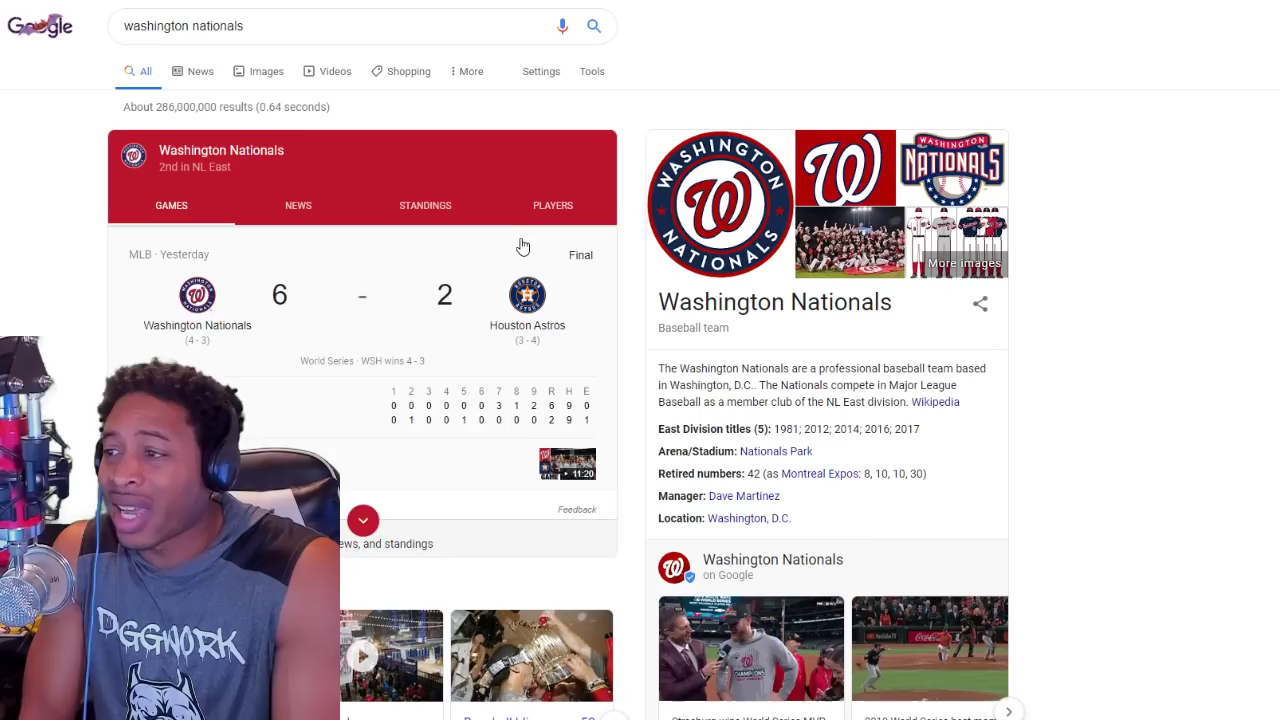 Google
washington nationals
All
News
Images
Videos
Shopping
More
Settings
Tools
About 286,000,000 results (0.64 seconds)
Washington Nationals
2nd in NL East
GAMES
NEWS
STANDINGS
PLAYERS
MLB · Yesterday
Final
6 - 2
Washington Nationals
(4 - 3)
Houston Astros
(3 - 4)
World Series · WSH wins 4 - 3
1 2 3 4 5 6 7 8 9 R H E
0 0 0 0 0 0 3 1 2 6 9 0
0 1 0 0 1 0 0 0 0 2 9 1
11:20
Feedback
ews, and standings
DGGWORK
WASHINGTON
NATIONALS
W
WASHINGTON
NATIONALS
More images
Washington Nationals
Baseball team
The Washington Nationals are a professional baseball team based
in Washington, D.C.. The Nationals compete in Major League
Baseball as a member club of the NL East division. Wikipedia
East Division titles (5): 1981; 2012; 2014; 2016; 2017
Arena/Stadium: Nationals Park
Retired numbers: 42 (as Montreal Expos: 8, 10, 10, 30)
Manager: Dave Martinez
Location: Washington, D.C.
Washington Nationals
on Google
CHAMPIONS